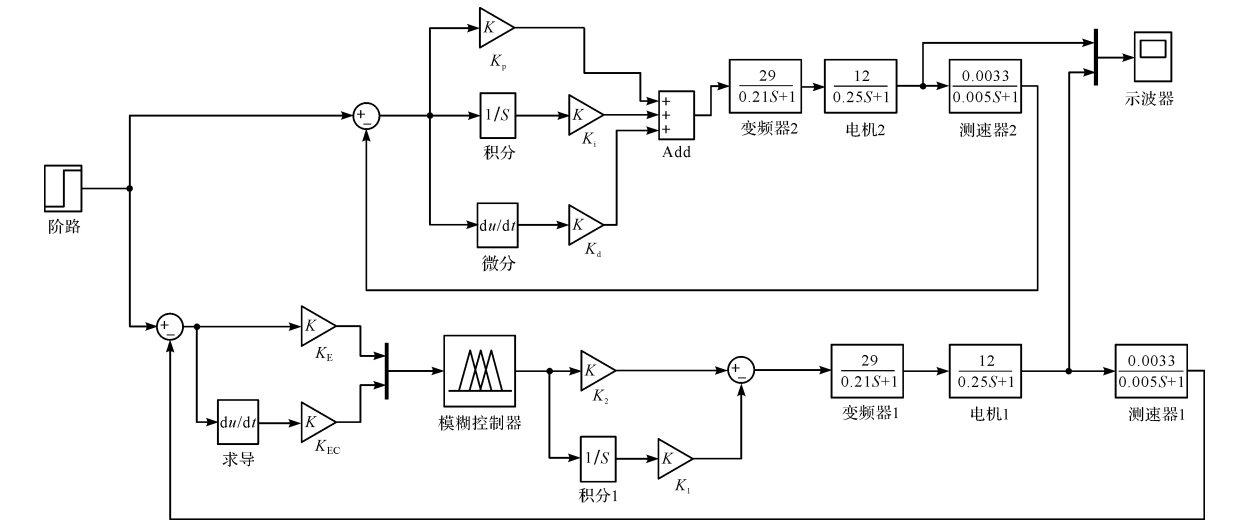 K
Kp
1/S
积分
K
Ki
+
+
+
Add
29
0.21S+1
变频器2
12
0.25S+1
电机2
0.0033
0.005S+1
测速器2
示波器
+
−
阶路
du/dt
微分
K
Kd
+
−
K
KE
du/dt
求导
K
KEC
模糊控制器
K
K2
1/S
积分1
K
K1
+
−
29
0.21S+1
变频器1
12
0.25S+1
电机1
0.0033
0.005S+1
测速器1